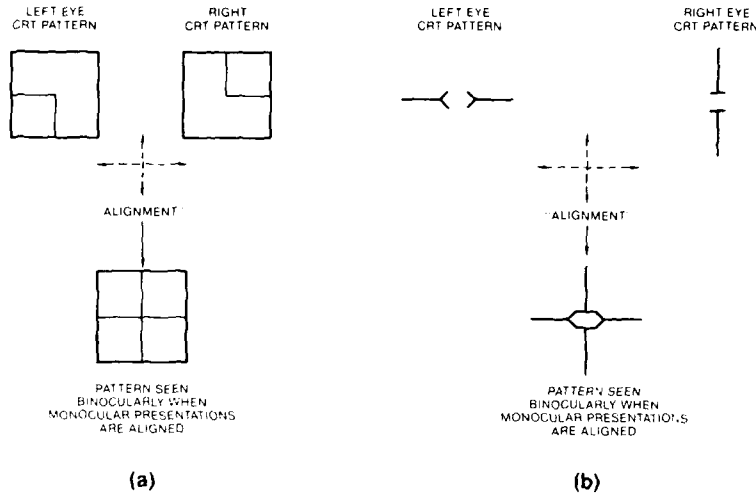 LEFT EYE
CRT PATTERN
RIGHT
CRT PATTERN
ALIGNMENT
PATTERN SEEN
BINOCULARLY WHEN
MONOCULAR PRESENTATIONS
ARE ALIGNED
(a)
LEFT EYE
CRT PATTERN
RIGHT EYE
CRT PATTERN
ALIGNMENT
PATTERN SEEN
BINOCULARLY WHEN
MONOCULAR PRESENTATIONS
ARE ALIGNED
(b)